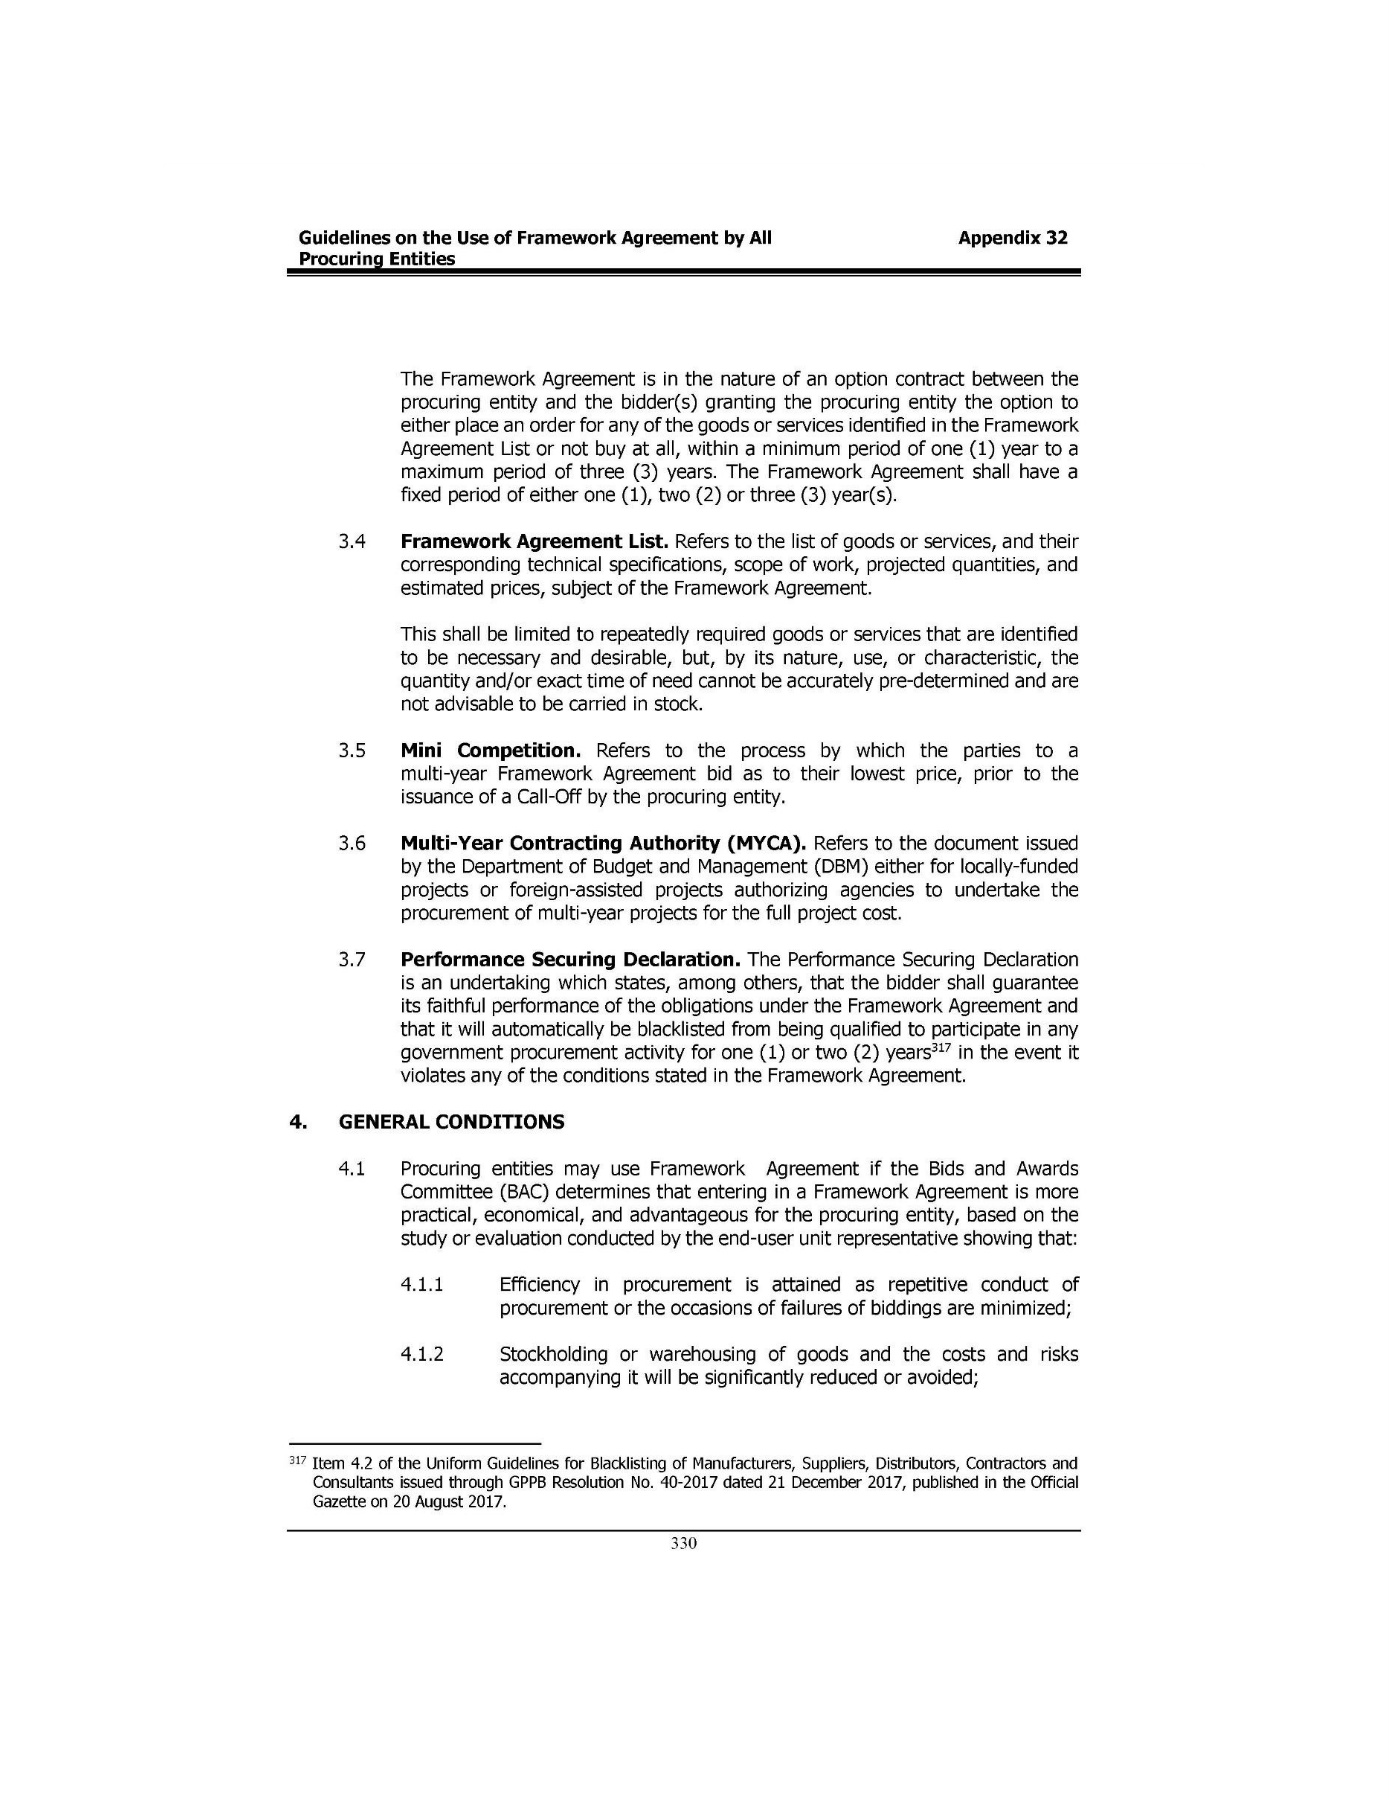 Guidelines on the Use of Framework Agreement by All Appendix 32
Procuring Entities
The Framework Agreement is in the nature of an option contract between the
procuring entity and the bidder(s) granting the procuring entity the option to
either place an order for any of the goods or services identified in the Framework
Agreement List or not buy at all, within a minimum period of one (1) year to a
maximum period of three (3) years. The Framework Agreement shall have a
fixed period of either one (1), two (2) or three (3) year(s).
3.4 Framework Agreement List. Refers to the list of goods or services, and their
corresponding technical specifications, scope of work, projected quantities, and
estimated prices, subject of the Framework Agreement.
This shall be limited to repeatedly required goods or services that are identified
to be necessary and desirable, but, by its nature, use, or characteristic, the
quantity and/or exact time of need cannot be accurately pre-determined and are
not advisable to be carried in stock.
3.5 Mini Competition. Refers to the process by which the parties to a
multi-year Framework Agreement bid as to their lowest price, prior to the
issuance of a Call-Off by the procuring entity.
3.6 Multi-Year Contracting Authority (MYCA). Refers to the document issued
by the Department of Budget and Management (DBM) either for locally-funded
projects or foreign-assisted projects authorizing agencies to undertake the
procurement of multi-year projects for the full project cost.
3.7 Performance Securing Declaration. The Performance Securing Declaration
is an undertaking which states, among others, that the bidder shall guarantee
its faithful performance of the obligations under the Framework Agreement and
that it will automatically be blacklisted from being qualified to participate in any
government procurement activity for one (1) or two (2) years317 in the event it
violates any of the conditions stated in the Framework Agreement.
4. GENERAL CONDITIONS
4.1 Procuring entities may use Framework Agreement if the Bids and Awards
Committee (BAC) determines that entering in a Framework Agreement is more
practical, economical, and advantageous for the procuring entity, based on the
study or evaluation conducted by the end-user unit representative showing that:
4.1.1 Efficiency in procurement is attained as repetitive conduct of
procurement or the occasions of failures of biddings are minimized;
4.1.2 Stockholding or warehousing of goods and the costs and risks
accompanying it will be significantly reduced or avoided;
317 Item 4.2 of the Uniform Guidelines for Blacklisting of Manufacturers, Suppliers, Distributors, Contractors and
Consultants issued through GPPB Resolution No. 40-2017 dated 21 December 2017, published in the Official
Gazette on 20 August 2017.
330